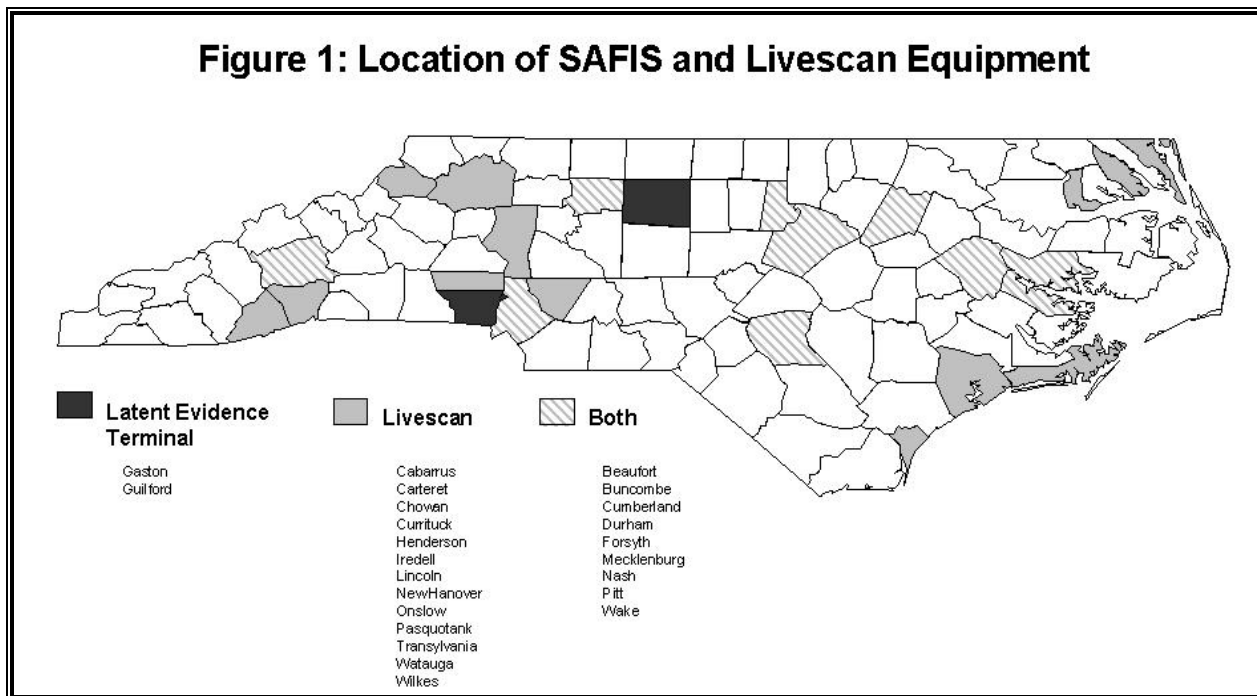 Figure 1: Location of SAFIS and Livescan Equipment
Latent Evidence
Terminal
Gaston
Guilford
Livescan
Cabarrus
Carteret
Chowan
Currituck
Henderson
Iredell
Lincoln
NewHanover
Onslow
Pasquotank
Transylvania
Watauga
Wilkes
Both
Beaufort
Buncombe
Cumberland
Durham
Forsyth
Mecklenburg
Nash
Pitt
Wake